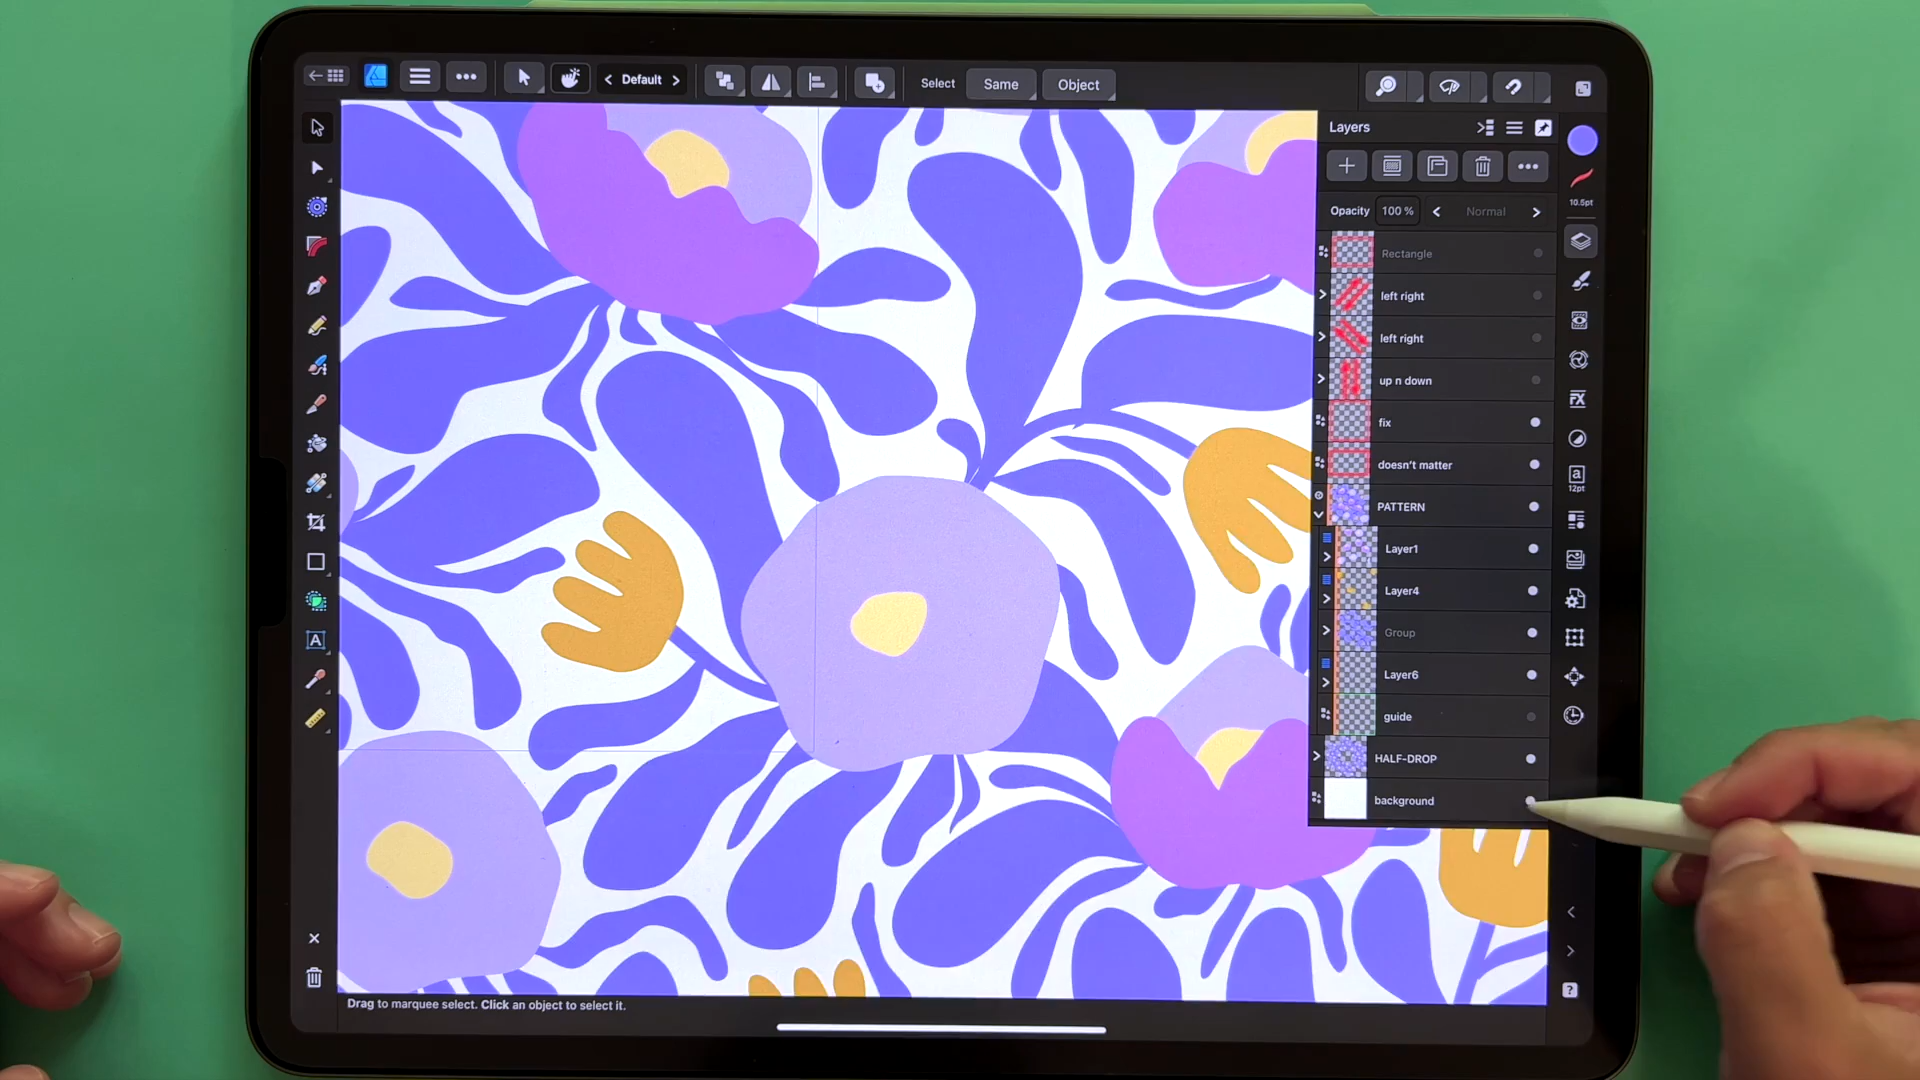 Default
Select
Same
Object
Layers
Opacity
100 %
Normal
Rectangle
left right
left right
up n down
fix
doesn't matter
PATTERN
Layer1
Layer4
Group
Layer6
guide
HALF-DROP
background
10.5pt
FX
a
12pt
A
?
Drag to marquee select. Click an object to select it.